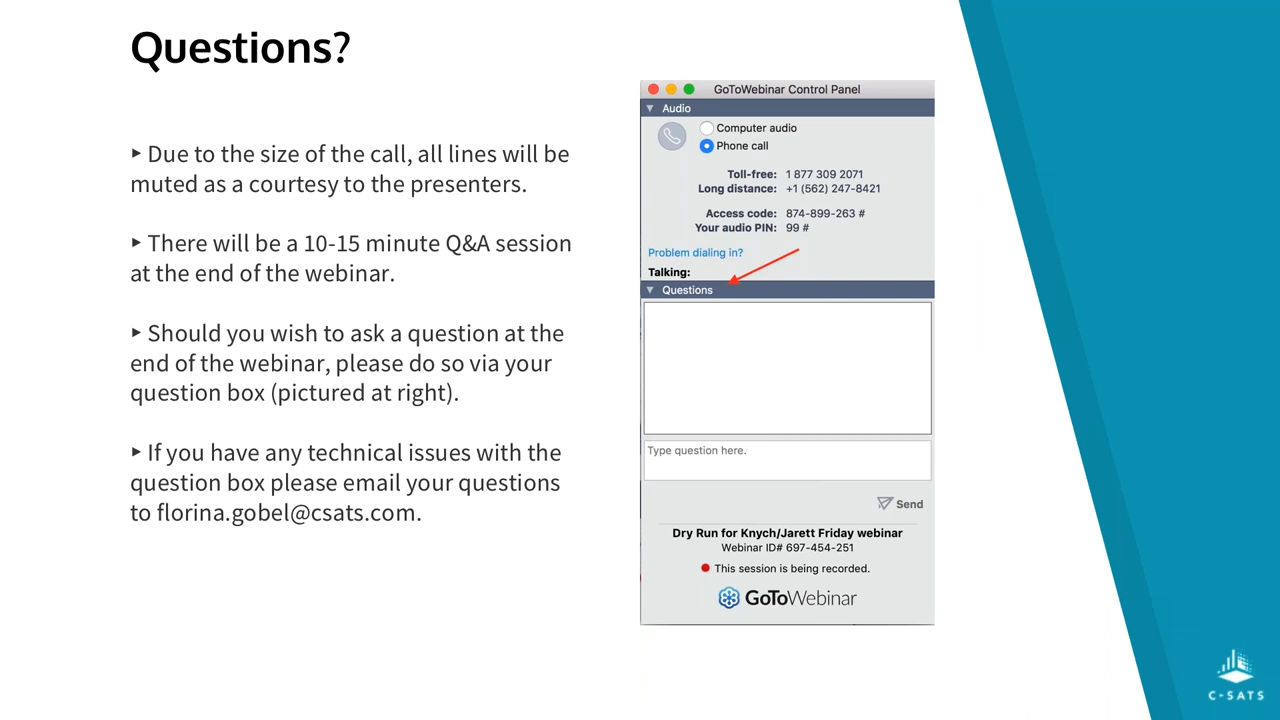 Questions?
‣ Due to the size of the call, all lines will be
muted as a courtesy to the presenters.
‣ There will be a 10-15 minute Q&A session
at the end of the webinar.
‣ Should you wish to ask a question at the
end of the webinar, please do so via your
question box (pictured at right).
‣ If you have any technical issues with the
question box please email your questions
to florina.gobel@csats.com.
GoToWebinar Control Panel
Audio
Computer audio
Phone call
Toll-free: 1 877 309 2071
Long distance: +1 (562) 247-8421
Access code: 874-899-263 #
Your audio PIN: 99 #
Problem dialing in?
Talking:
Questions
Type question here.
Send
Dry Run for Knych/Jarett Friday webinar
Webinar ID# 697-454-251
This session is being recorded.
GoToWebinar
C-SATS